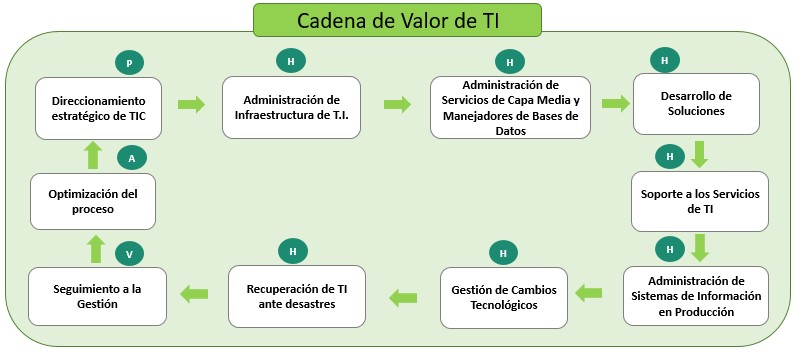 Cadena de Valor de TI
P
Direccionamiento
estratégico de TIC
H
Administración de
Infraestructura de T.I.
H
Administración de
Servicios de Capa Media y
Manejadores de Bases de
Datos
H
Desarrollo de
Soluciones
H
Soporte a los Servicios
de TI
H
Administración de
Sistemas de Información
en Producción
H
Gestión de Cambios
Tecnológicos
H
Recuperación de TI
ante desastres
V
Seguimiento a la
Gestión
A
Optimización del
proceso